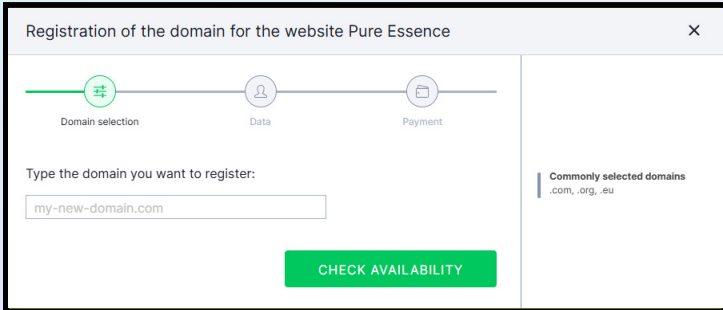 Registration of the domain for the website Pure Essence
Domain selection
Data
Payment
Type the domain you want to register:
my-new-domain.com
CHECK AVAILABILITY
Commonly selected domains
.com, .org, .eu